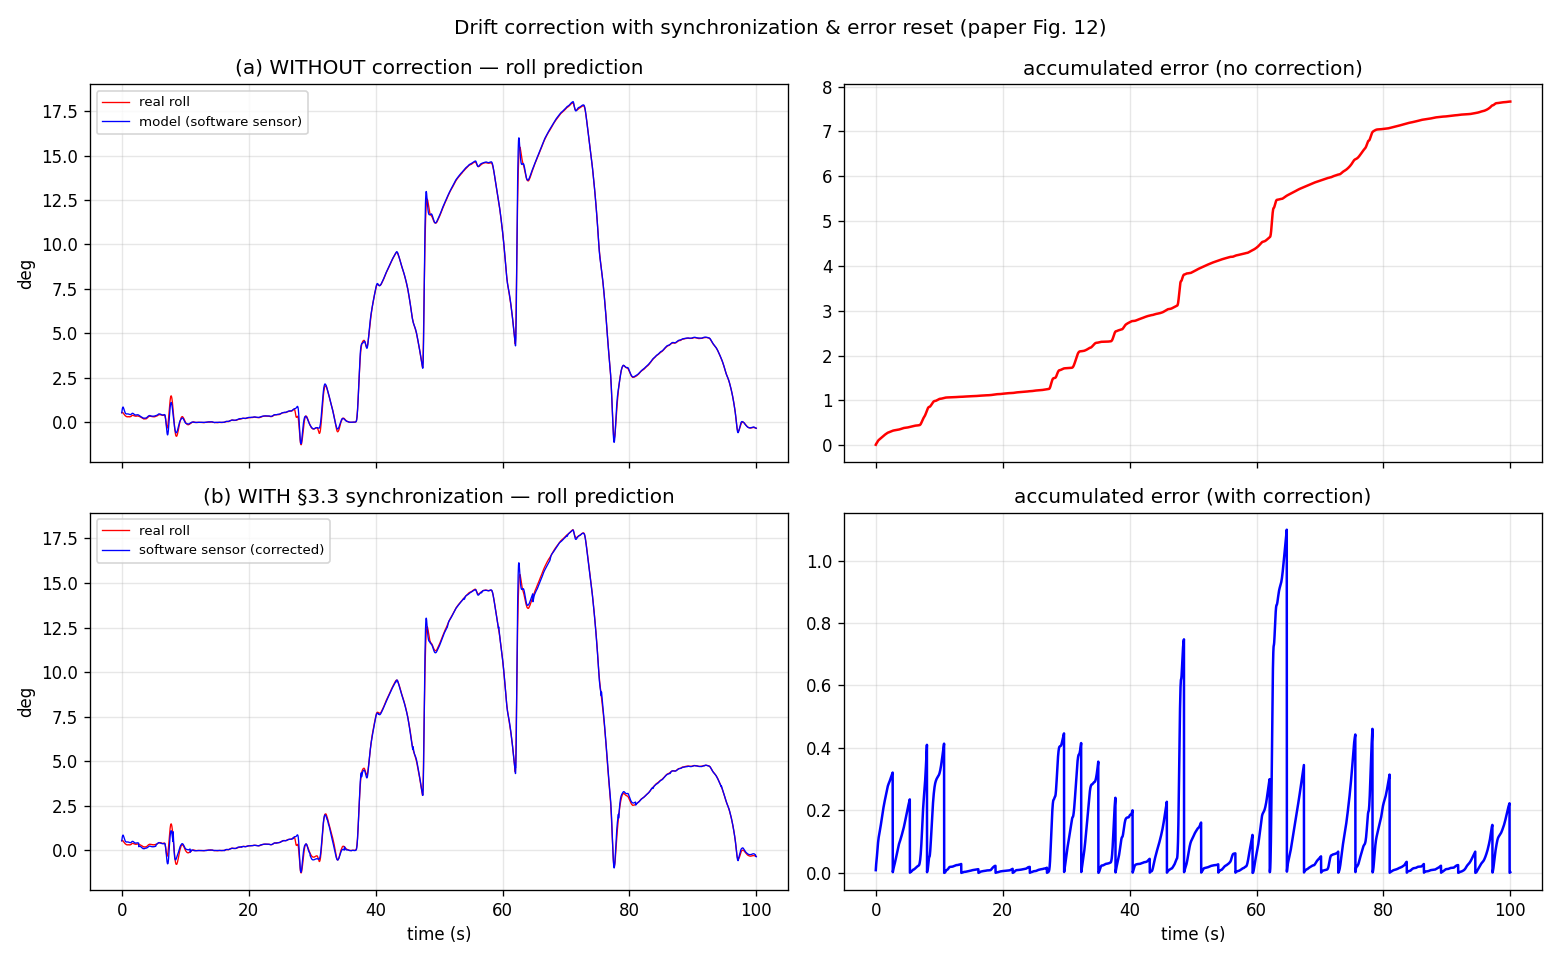 Drift correction with synchronization & error reset (paper Fig. 12)
(a) WITHOUT correction — roll prediction
real roll
model (software sensor)
deg
17.5
15.0
12.5
10.0
7.5
5.0
2.5
0.0
accumulated error (no correction)
8
7
6
5
4
3
2
1
0
(b) WITH §3.3 synchronization — roll prediction
real roll
software sensor (corrected)
deg
17.5
15.0
12.5
10.0
7.5
5.0
2.5
0.0
0 20 40 60 80 100
time (s)
accumulated error (with correction)
1.0
0.8
0.6
0.4
0.2
0.0
0 20 40 60 80 100
time (s)